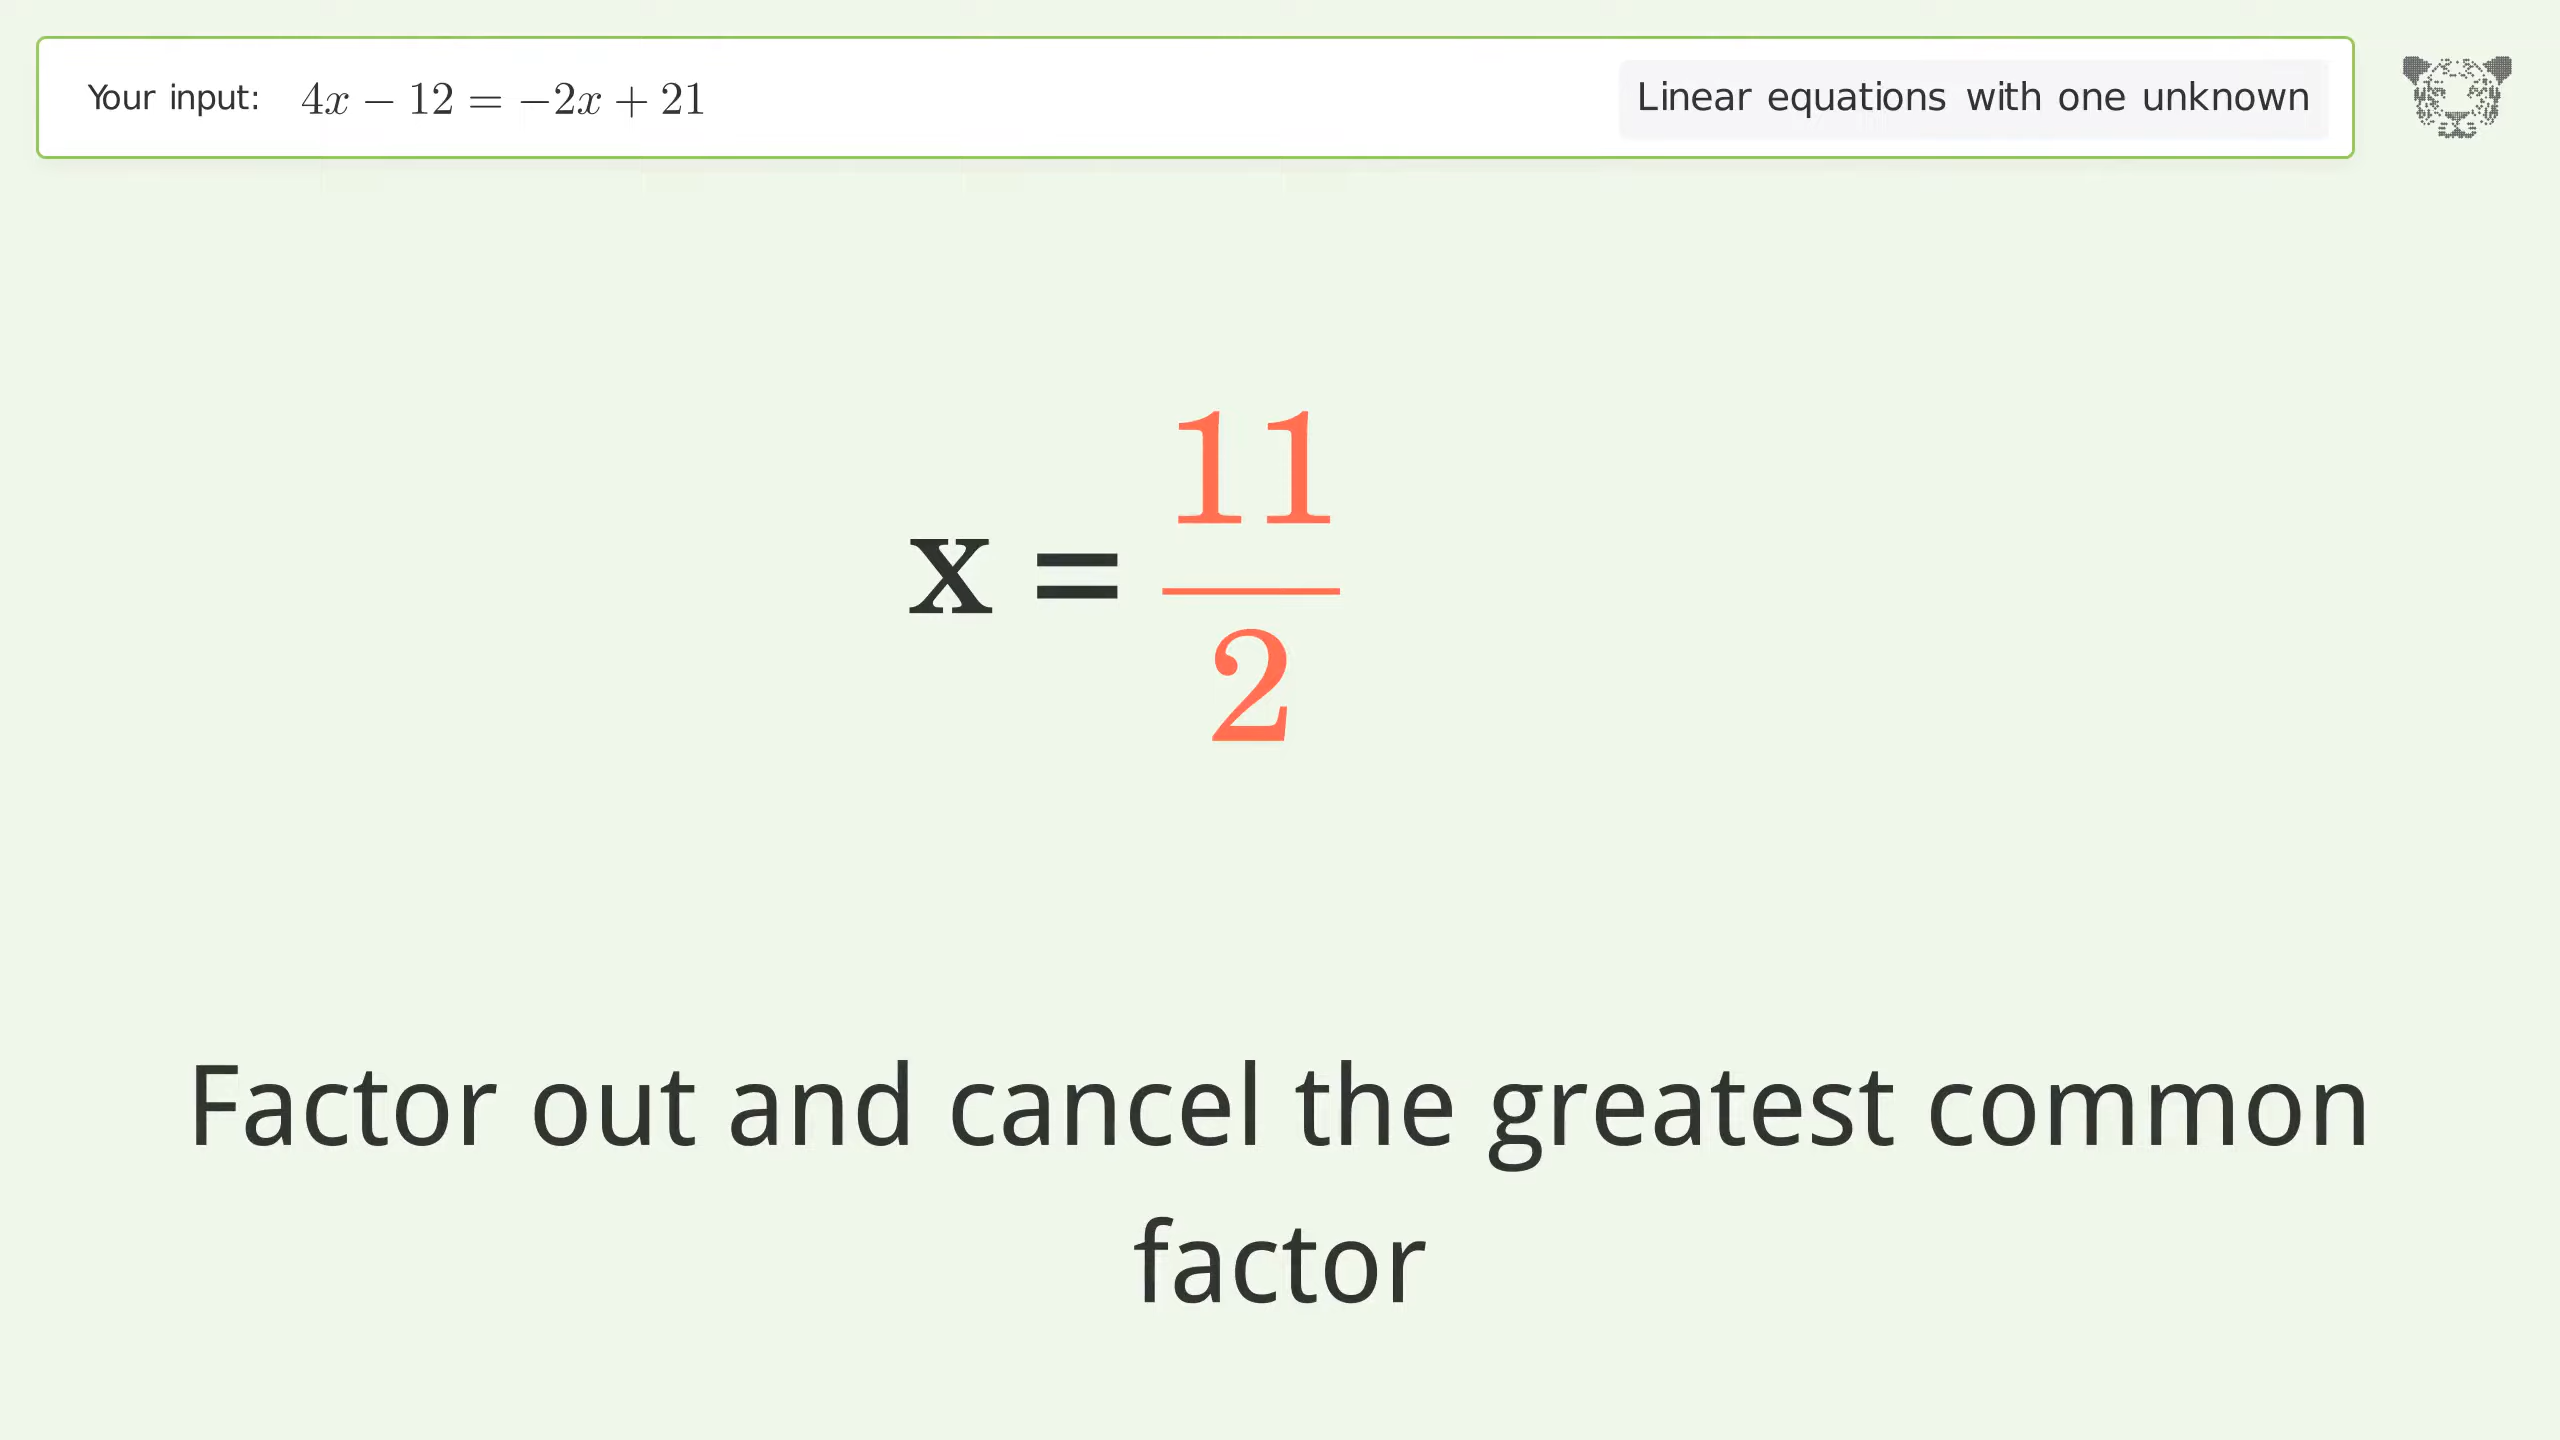 Your input: 4x − 12 = −2x + 21
Linear equations with one unknown
x = 11/2
Factor out and cancel the greatest common
factor